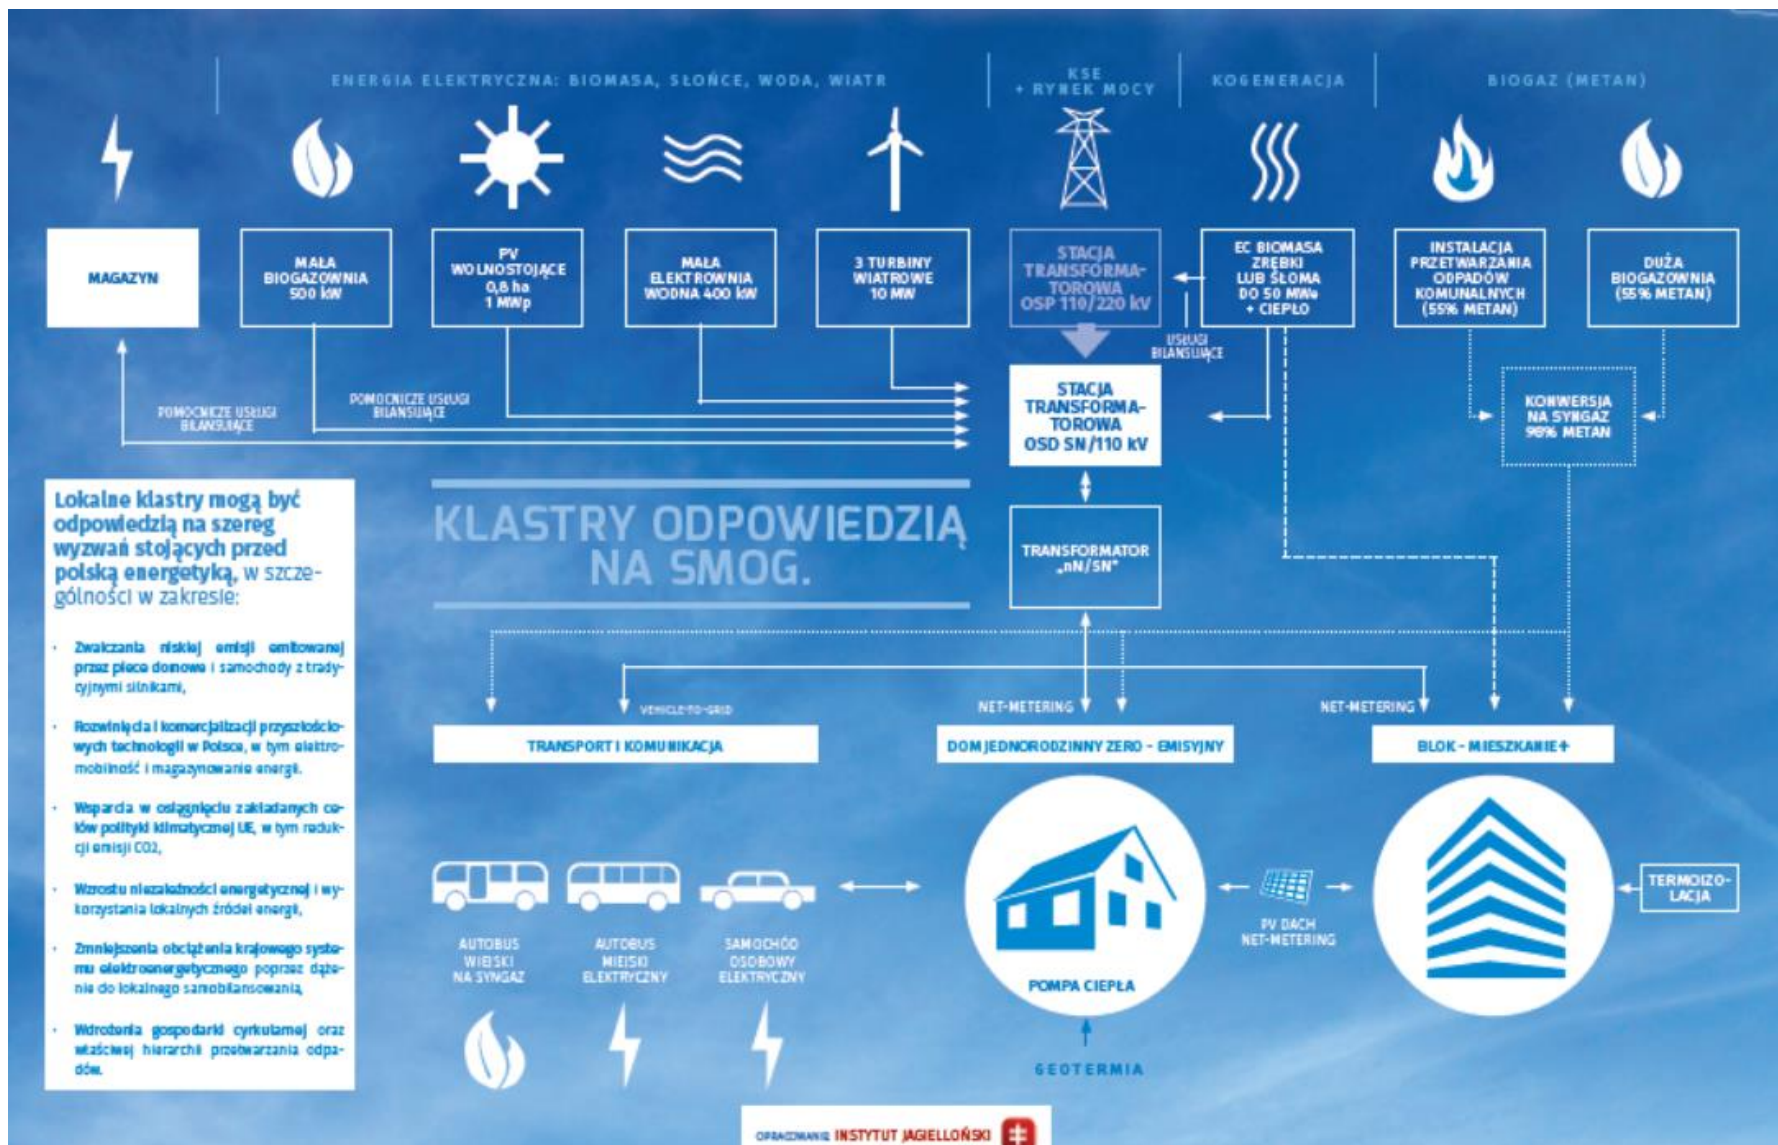 ENERGIA ELEKTRYCZNA: BIOMASA, SŁOŃCE, WODA, WIATR
KSE
+ RYNEK MOCY
KOGENERACJA
BIOGAZ (METAN)
MAGAZYN
MAŁA
BIOGAZOWNIA
500 kW
PV
WOLNOSTOJĄCE
0,8 ha
1 MWp
MAŁA
ELEKTROWNIA
WODNA 400 kW
3 TURBINY
WIATROWE
10 MW
STACJA
TRANSFORMA-
TOROWA
OSP 110/220 kV
EC BIOMASA
ZRĘBKI
LUB SŁOMA
DO 50 MWe
+ CIEPŁO
INSTALACJA
PRZETWARZANIA
ODPADÓW
KOMUNALNYCH
(55% METAN)
DUŻA
BIOGAZOWNIA
(55% METAN)
USŁUGI
BILANSUJĄCE
POMOCNICZE USŁUGI
BILANSUJĄCE
POMOCNICZE USŁUGI
BILANSUJĄCE
STACJA
TRANSFORMA-
TOROWA
OSD SN/110 kV
KONWERSJA
NA SYNGAZ
98% METAN
Lokalne klastry mogą być
odpowiedzią na szereg
wyzwań stojących przed
polską energetyką, w szcze-
gólności w zakresie:
· Zwalczania niskiej emisji emitowanej
przez piece domowe i samochody z trady-
cyjnymi silnikami,
· Rozwinięcia i komercjalizacji przyszłościo-
wych technologii w Polsce, w tym elektro-
mobilność i magazynowanie energii.
· Wsparcia w osiągnięciu zakładanych ce-
lów polityki klimatycznej UE, w tym reduk-
cji emisji CO2,
· Wzrostu niezależności energetycznej i wy-
korzystania lokalnych źródeł energii,
· Zmniejszenia obciążenia krajowego syste-
mu elektroenergetycznego poprzez dąże-
nie do lokalnego samobilansowania,
· Wdrożenia gospodarki cyrkularnej oraz
właściwej hierarchii przetwarzania odpa-
dów.
KLASTRY ODPOWIEDZIĄ
NA SMOG.
TRANSFORMATOR
„nN/SN"
VEHICLE-TO-GRID
NET-METERING
NET-METERING
TRANSPORT I KOMUNIKACJA
DOM JEDNORODZINNY ZERO - EMISYJNY
BLOK - MIESZKANIE+
AUTOBUS
WIEJSKI
NA SYNGAZ
AUTOBUS
MIEJSKI
ELEKTRYCZNY
SAMOCHÓD
OSOBOWY
ELEKTRYCZNY
POMPA CIEPŁA
PV DACH
NET-METERING
TERMOIZO-
LACJA
GEOTERMIA
OPRACOWANIE INSTYTUT JAGIELLOŃSKI